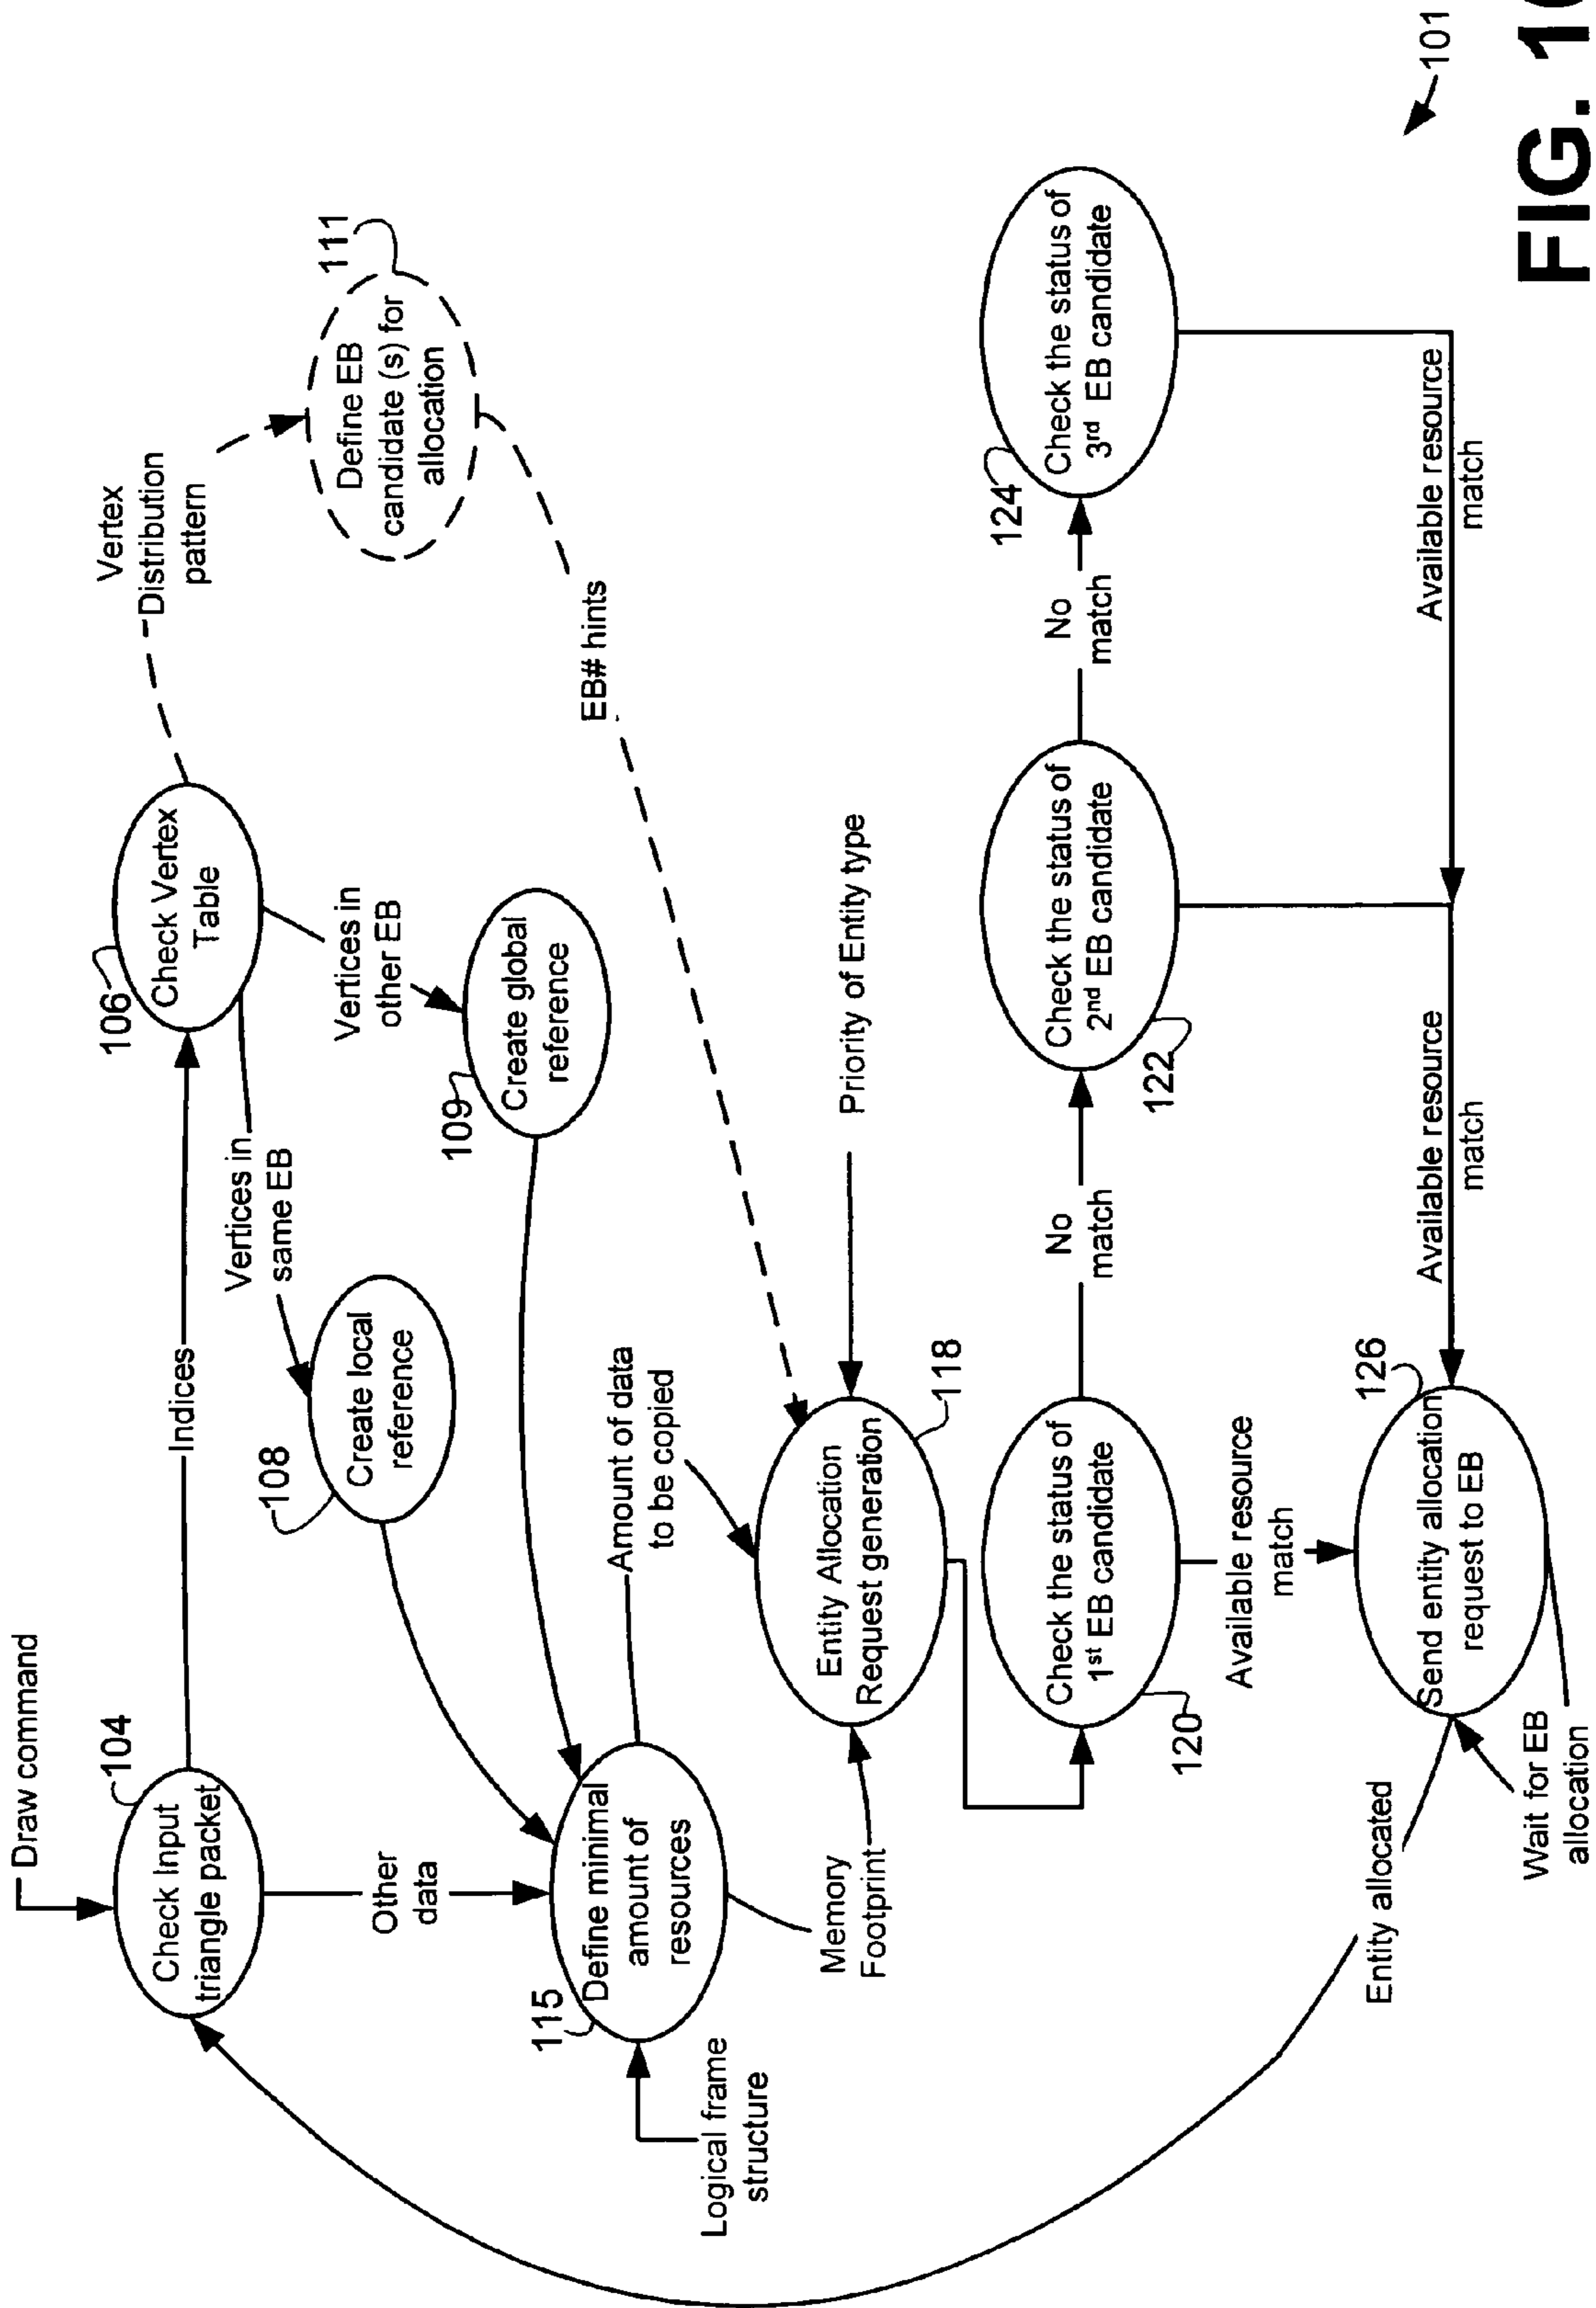 Draw command
104
Check Input
triangle packet
Indices
106
Check Vertex
Table
Vertex
Distribution
pattern
111
Define EB
candidate (s) for
allocation
Vertices in
same EB
Vertices in
other EB
108
Create local
reference
109
Create global
reference
EB# hints
Other
data
115
Define minimal
amount of
resources
Logical frame
structure
Amount of data
to be copied
Memory
Footprint
Priority of Entity type
Entity Allocation
Request generation
118
Check the status of
1st EB candidate
120
No
match
Check the status of
2nd EB candidate
122
No
match
Check the status of
3rd EB candidate
124
Available resource
match
Available resource
match
Available resource
match
126
Send entity allocation
request to EB
Entity allocated
Wait for EB
allocation
101
FIG.